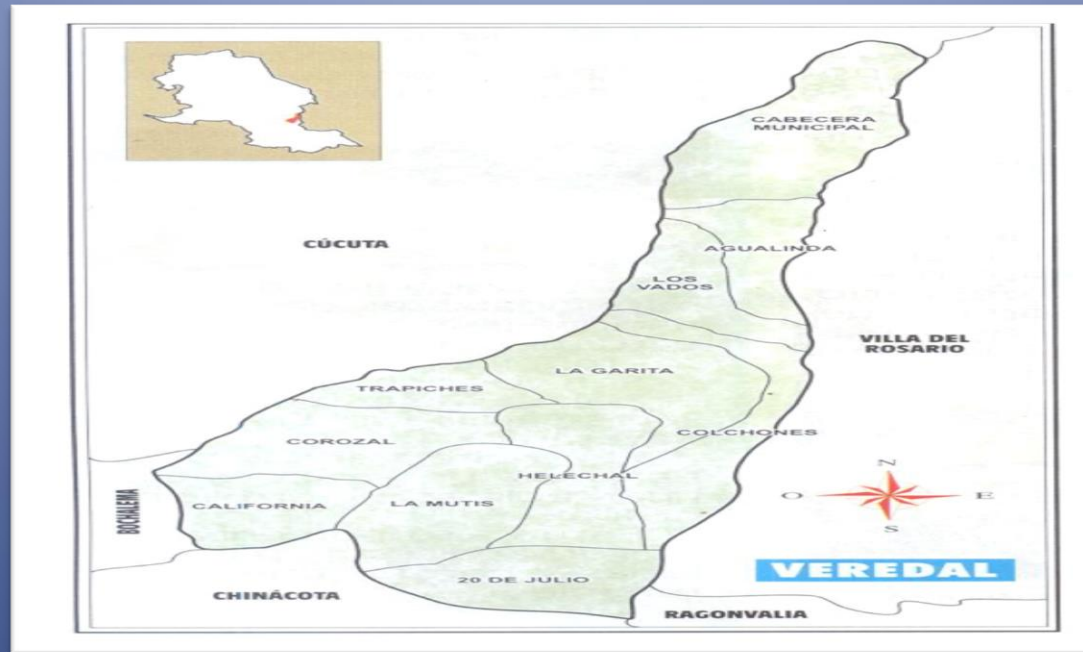 CABECERA
MUNICIPAL
CÚCUTA
AGUALINDA
LOS
VADOS
VILLA DEL
ROSARIO
LA GARITA
TRAPICHES
COROZAL
COLCHONES
HELECHAL
CALIFORNIA
LA MUTIS
BOCHALEMA
N
O
E
S
VEREDAL
20 DE JULIO
CHINÁCOTA
RAGONVALIA